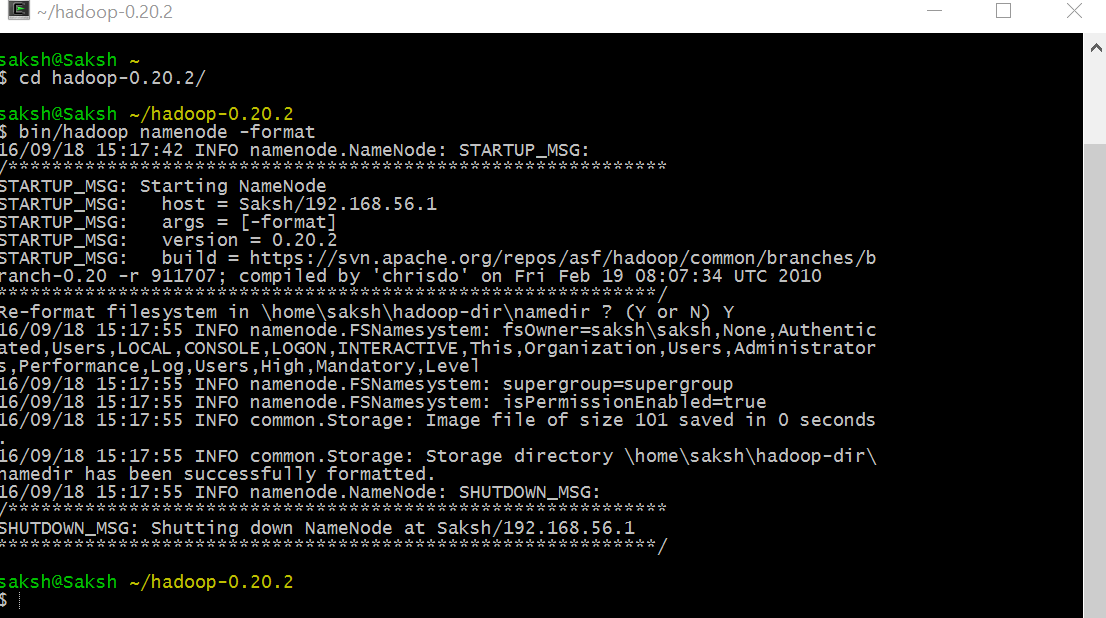 ~/hadoop-0.20.2
saksh@Saksh ~
$ cd hadoop-0.20.2/
saksh@Saksh ~/hadoop-0.20.2
$ bin/hadoop namenode -format
16/09/18 15:17:42 INFO namenode.NameNode: STARTUP_MSG:
/************************************************************
STARTUP_MSG: Starting NameNode
STARTUP_MSG:   host = Saksh/192.168.56.1
STARTUP_MSG:   args = [-format]
STARTUP_MSG:   version = 0.20.2
STARTUP_MSG:   build = https://svn.apache.org/repos/asf/hadoop/common/branches/b
ranch-0.20 -r 911707; compiled by 'chrisdo' on Fri Feb 19 08:07:34 UTC 2010
************************************************************/
Re-format filesystem in \home\saksh\hadoop-dir\namedir ? (Y or N) Y
16/09/18 15:17:55 INFO namenode.FSNamesystem: fsOwner=saksh\saksh,None,Authentic
ated,Users,LOCAL,CONSOLE,LOGON,INTERACTIVE,This,Organization,Users,Administrator
s,Performance,Log,Users,High,Mandatory,Level
16/09/18 15:17:55 INFO namenode.FSNamesystem: supergroup=supergroup
16/09/18 15:17:55 INFO namenode.FSNamesystem: isPermissionEnabled=true
16/09/18 15:17:55 INFO common.Storage: Image file of size 101 saved in 0 seconds
.
16/09/18 15:17:55 INFO common.Storage: Storage directory \home\saksh\hadoop-dir\
namedir has been successfully formatted.
16/09/18 15:17:55 INFO namenode.NameNode: SHUTDOWN_MSG:
/************************************************************
SHUTDOWN_MSG: Shutting down NameNode at Saksh/192.168.56.1
************************************************************/
saksh@Saksh ~/hadoop-0.20.2
$